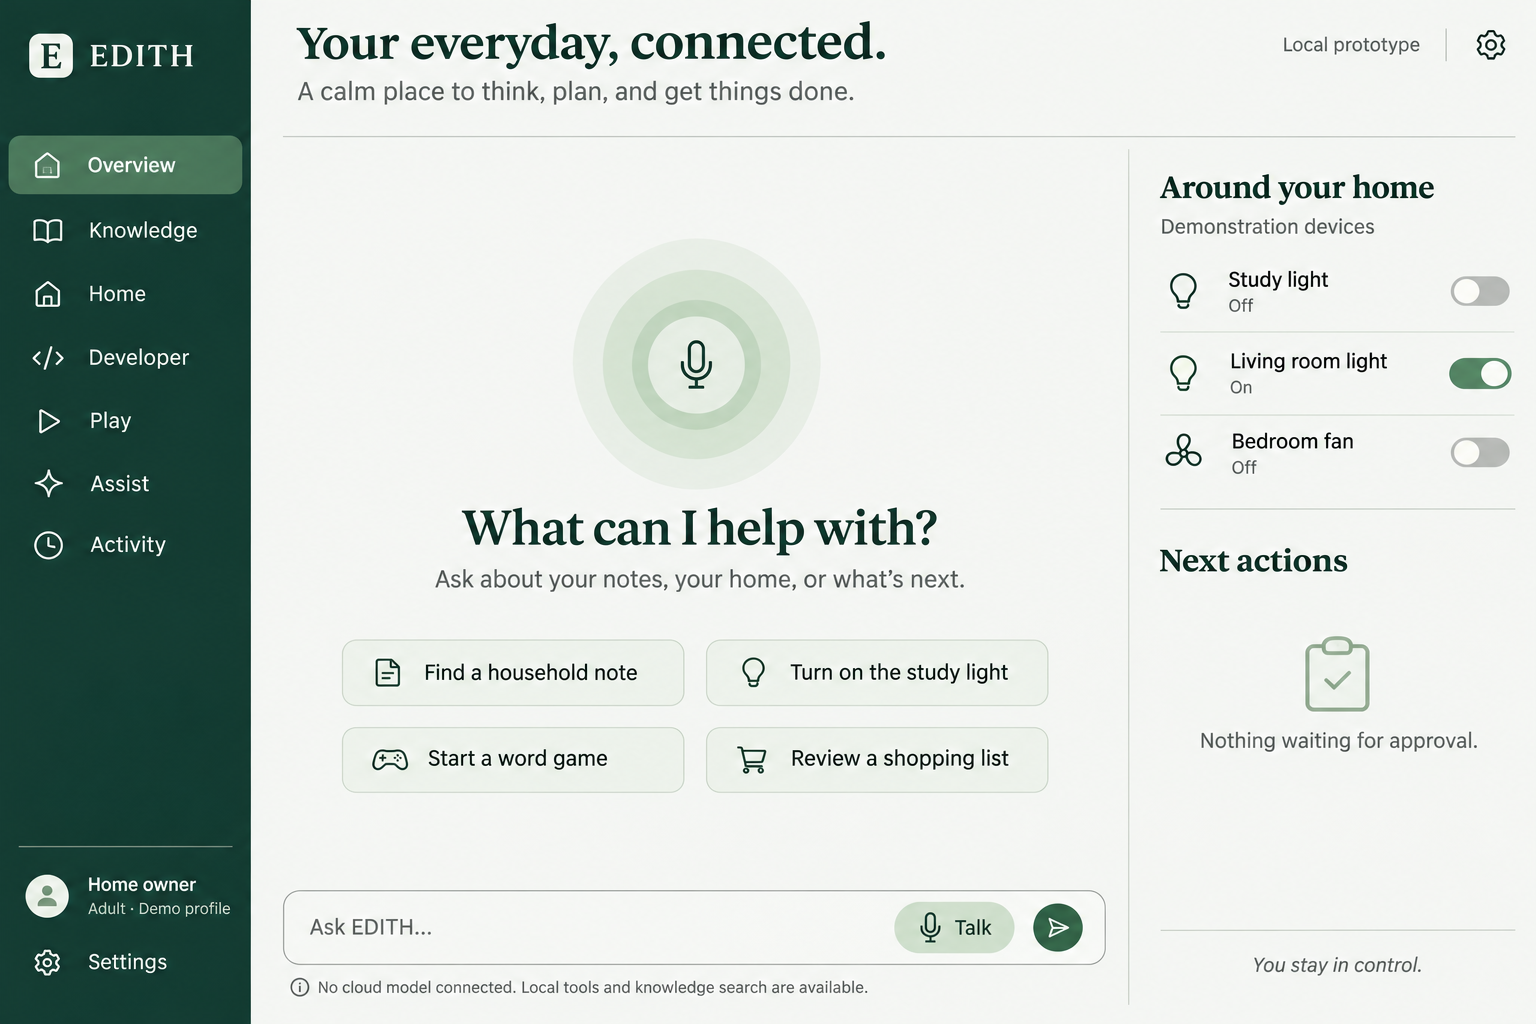 E EDITH
Overview
Knowledge
Home
Developer
Play
Assist
Activity
Home owner
Adult · Demo profile
Settings
Your everyday, connected.
A calm place to think, plan, and get things done.
Local prototype
What can I help with?
Ask about your notes, your home, or what’s next.
Find a household note
Turn on the study light
Start a word game
Review a shopping list
Ask EDITH...
Talk
No cloud model connected. Local tools and knowledge search are available.
Around your home
Demonstration devices
Study light
Off
Living room light
On
Bedroom fan
Off
Next actions
Nothing waiting for approval.
You stay in control.